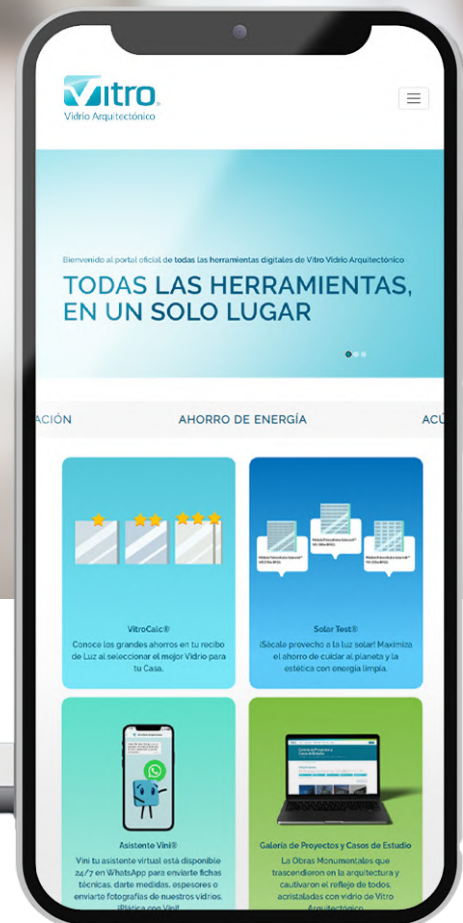 Vitro
Vidrio Arquitectónico
Bienvenido al portal oficial de todas las herramientas digitales de Vitro Vidrio Arquitectónico
TODAS LAS HERRAMIENTAS,
EN UN SOLO LUGAR
ACIÓN AHORRO DE ENERGÍA ACÚ
VitroCalc®
Conoce los grandes ahorros en tu recibo
de Luz al seleccionar el mejor Vidrio para
tu Casa.
Solar Test®
¡Sácale provecho a la luz solar! Maximiza
el ahorro de cuidar al planeta y la
estética con energía limpia.
Asistente Vini®
Vini tu asistente virtual está disponible
24/7 en WhatsApp para enviarte fichas
técnicas, darte medidas, espesores o
enviarte fotografías de nuestros vidrios.
¡Platica con Vini!
Galería de Proyectos y Casos de Estudio
La Obras Monumentales que
trascendieron en la arquitectura y
cautivaron el reflejo de todos,
acristaladas con vidrio de Vitro
Arquitectónico